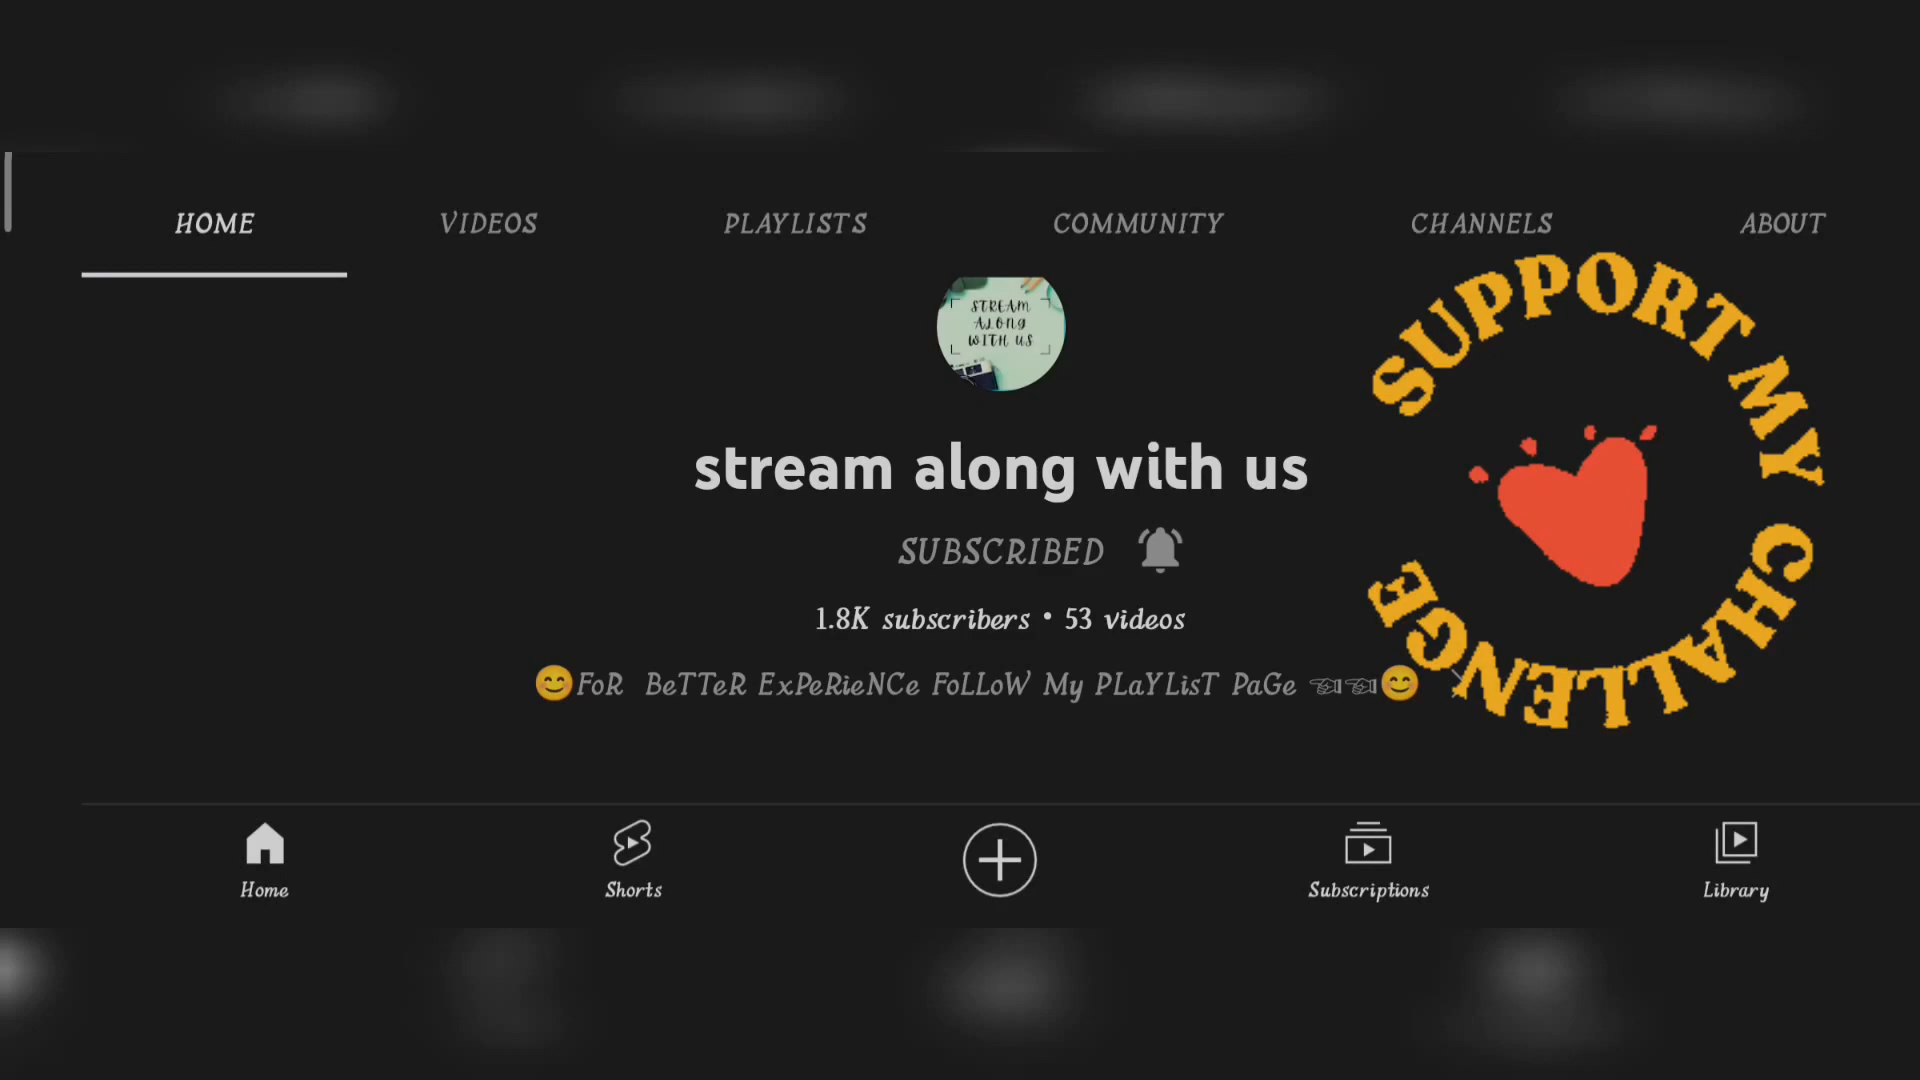 HOME VIDEOS PLAYLISTS COMMUNITY CHANNELS ABOUT
STREAM
ALONG
WITH US
stream along with us
SUBSCRIBED
1.8K subscribers • 53 videos
😊FoR BeTTeR ExPeRieNCe FoLLoW My PLaYLisT PaGe 👈👈😊
SUPPORT MY CHALLENGE
Home Shorts Subscriptions Library